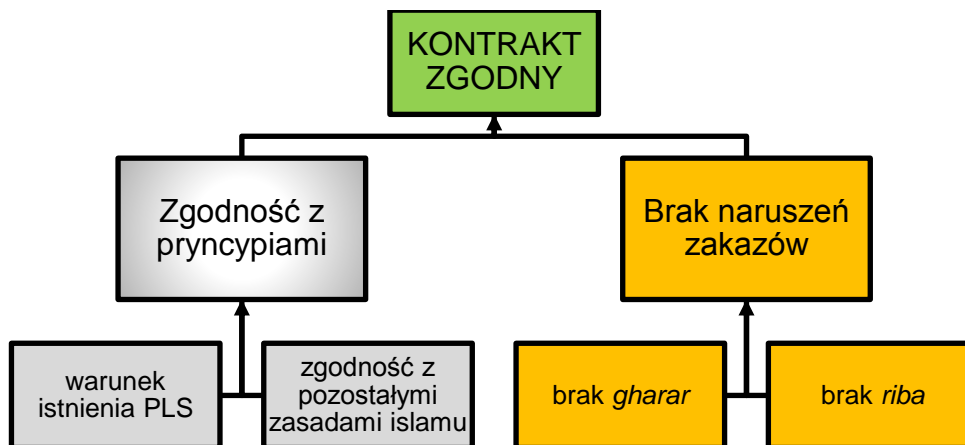 KONTRAKT
ZGODNY
Zgodność z
pryncypiami
Brak naruszeń
zakazów
warunek
istnienia PLS
zgodność z
pozostałymi
zasadami islamu
brak gharar
brak riba